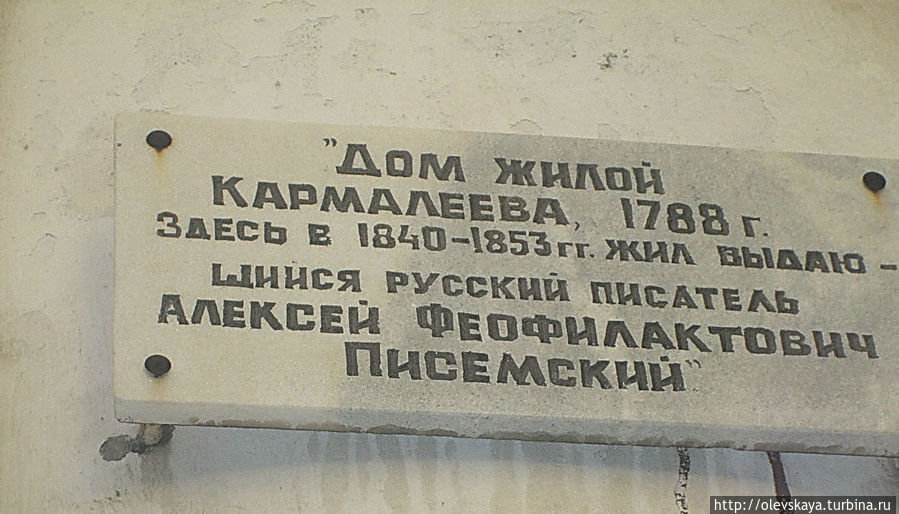 "Дом жилой
Кармалеева, 1788 г.
Здесь в 1840-1853 гг. жил выдаю-
щийся русский писатель
Алексей Феофилактович
Писемский"
http://olevskaya.turbina.ru